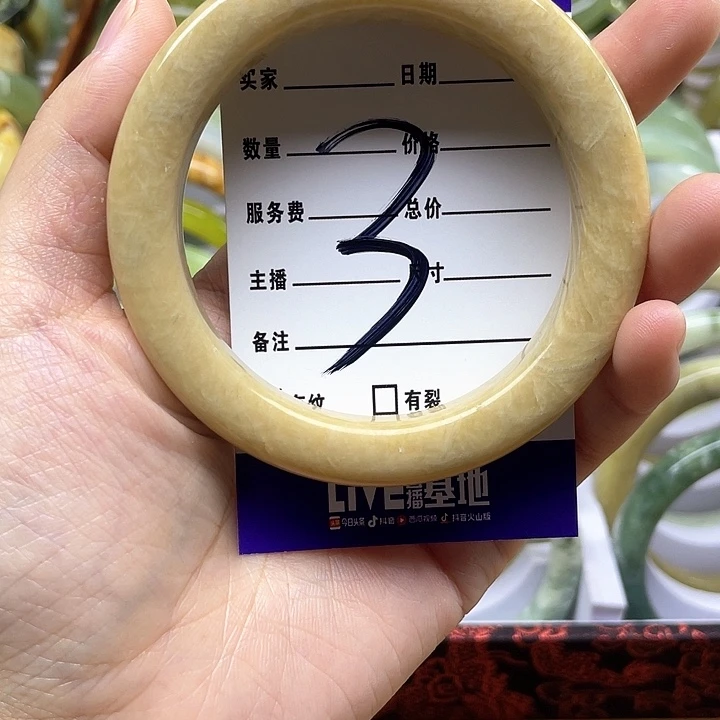 买家 日期
数量 价格
服务费 总价
主播 寸
备注
3
纹 有裂
LIVE直播基地
今日头条 抖音 西瓜视频 抖音火山版